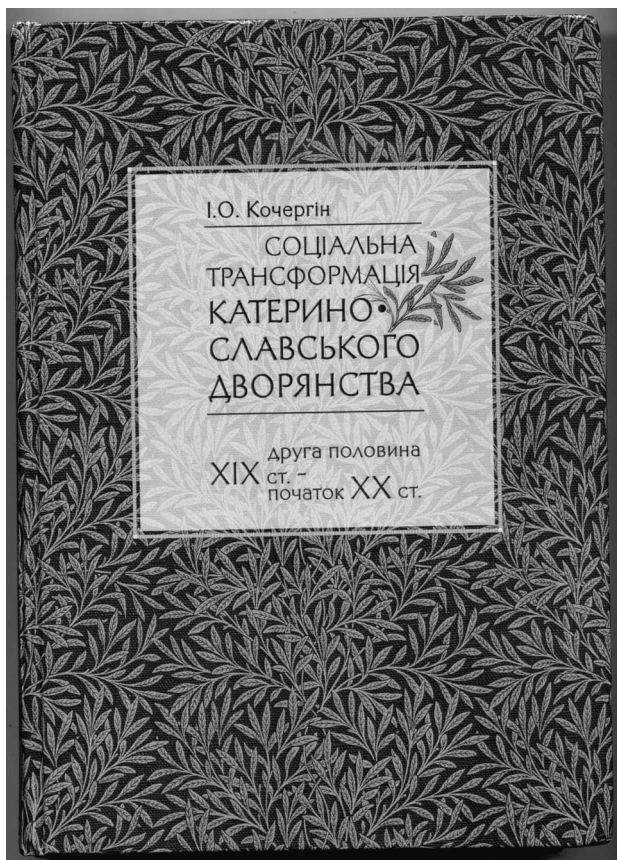 І.О. Кочергін
СОЦІАЛЬНА
ТРАНСФОРМАЦІЯ
КАТЕРИНО•
СЛАВСЬКОГО
ДВОРЯНСТВА
друга половина
XIX ст. –
початок XX ст.